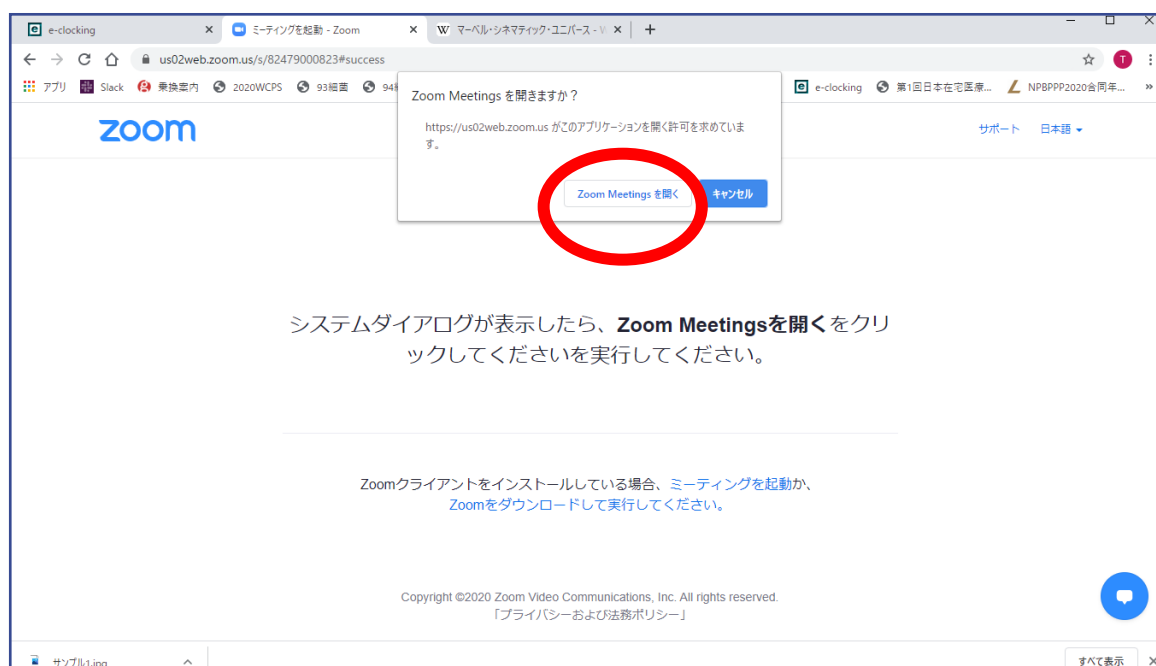 e-clocking
ミーティングを起動 - Zoom
W マーベル・シネマティック・ユニバース - W
us02web.zoom.us/s/82479000823#success
T
アプリ Slack 乗換案内 2020WCPS 93細菌 e-clocking 第1回日本在宅医療... NPBPPP2020合同年... »
Zoom Meetings を開きますか？
https://us02web.zoom.us がこのアプリケーションを開く許可を求めていま
す。
Zoom Meetings を開く キャンセル
zoom
サポート 日本語
システムダイアログが表示したら、Zoom Meetingsを開くをクリ
ックしてくださいを実行してください。
Zoomクライアントをインストールしている場合、ミーティングを起動か、
Zoomをダウンロードして実行してください。
Copyright ©2020 Zoom Video Communications, Inc. All rights reserved.
「プライバシーおよび法務ポリシー」
サンプル1.jpg
すべて表示